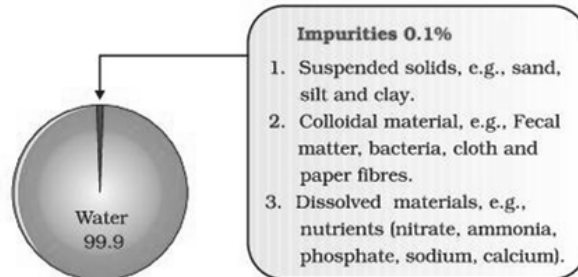 Impurities 0.1%
1. Suspended solids, e.g., sand,
silt and clay.
2. Colloidal material, e.g., Fecal
matter, bacteria, cloth and
paper fibres.
3. Dissolved materials, e.g.,
nutrients (nitrate, ammonia,
phosphate, sodium, calcium).
Water
99.9